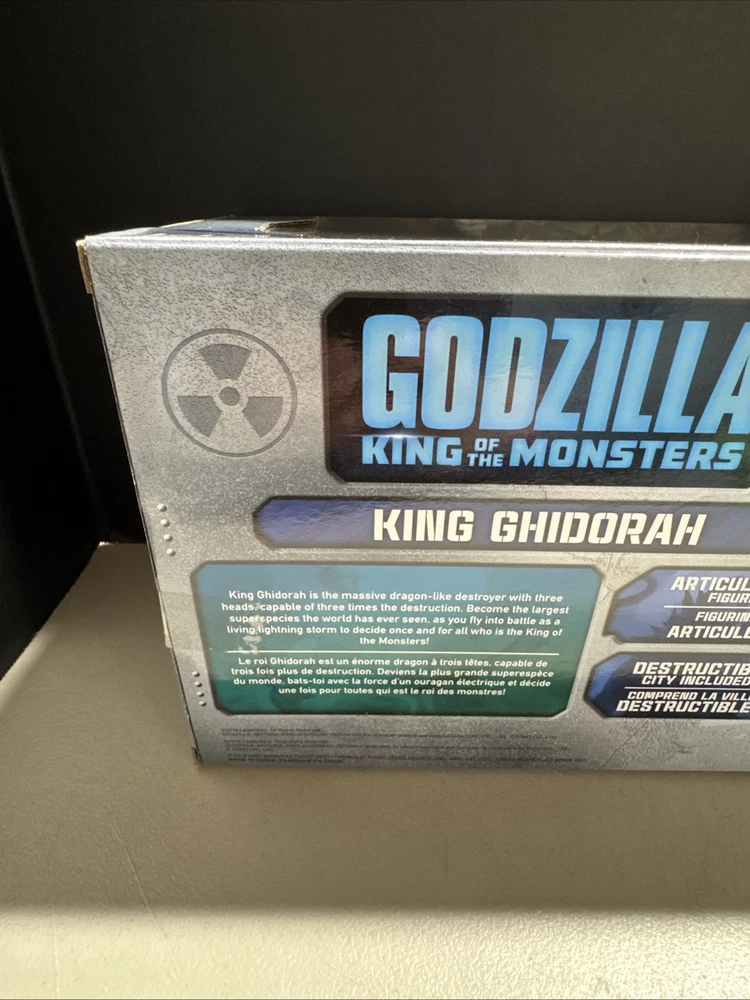 GODZILLA
KING OF THE MONSTERS
KING GHIDORAH
King Ghidorah is the massive dragon-like destroyer with three
heads, capable of three times the destruction. Become the largest
superspecies the world has ever seen, as you fly into battle as a
living lightning storm to decide once and for all who is the King of
the Monsters!
Le roi Ghidorah est un énorme dragon à trois têtes, capable de
trois fois plus de destruction. Deviens la plus grande superespèce
du monde, bats-toi avec la force d'un ouragan électrique et décide
une fois pour toutes qui est le roi des monstres!
ARTICUL
FIGUR
FIGURIN
ARTICUL
DESTRUCTIB
CITY INCLUDED
COMPREND LA VILL
DESTRUCTIBLE